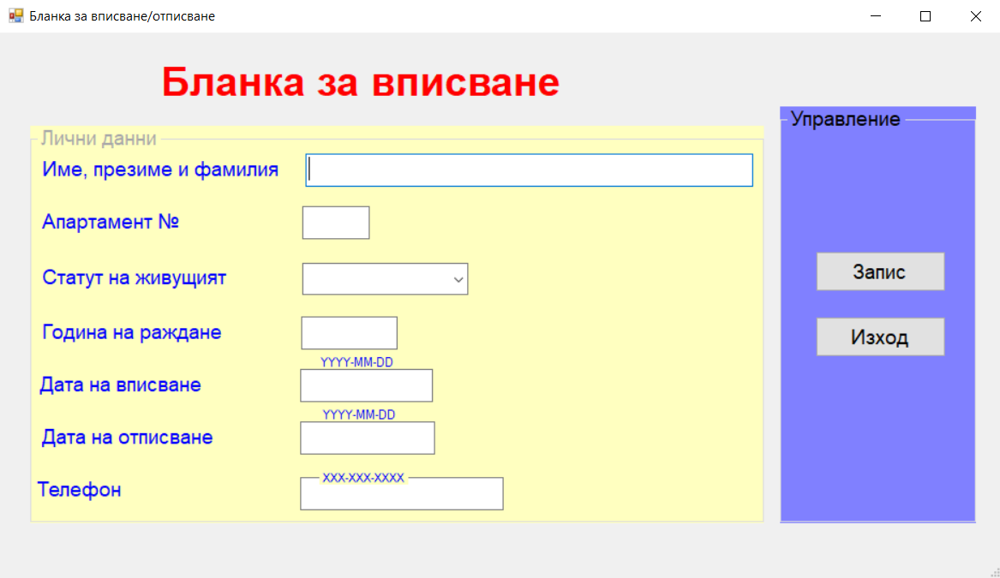 Бланка за вписване/отписване
Бланка за вписване
Управление
Лични данни
Име, презиме и фамилия
Апартамент №
Статут на живущият
Запис
Година на раждане
Изход
YYYY-MM-DD
Дата на вписване
YYYY-MM-DD
Дата на отписване
XXX-XXX-XXXX
Телефон